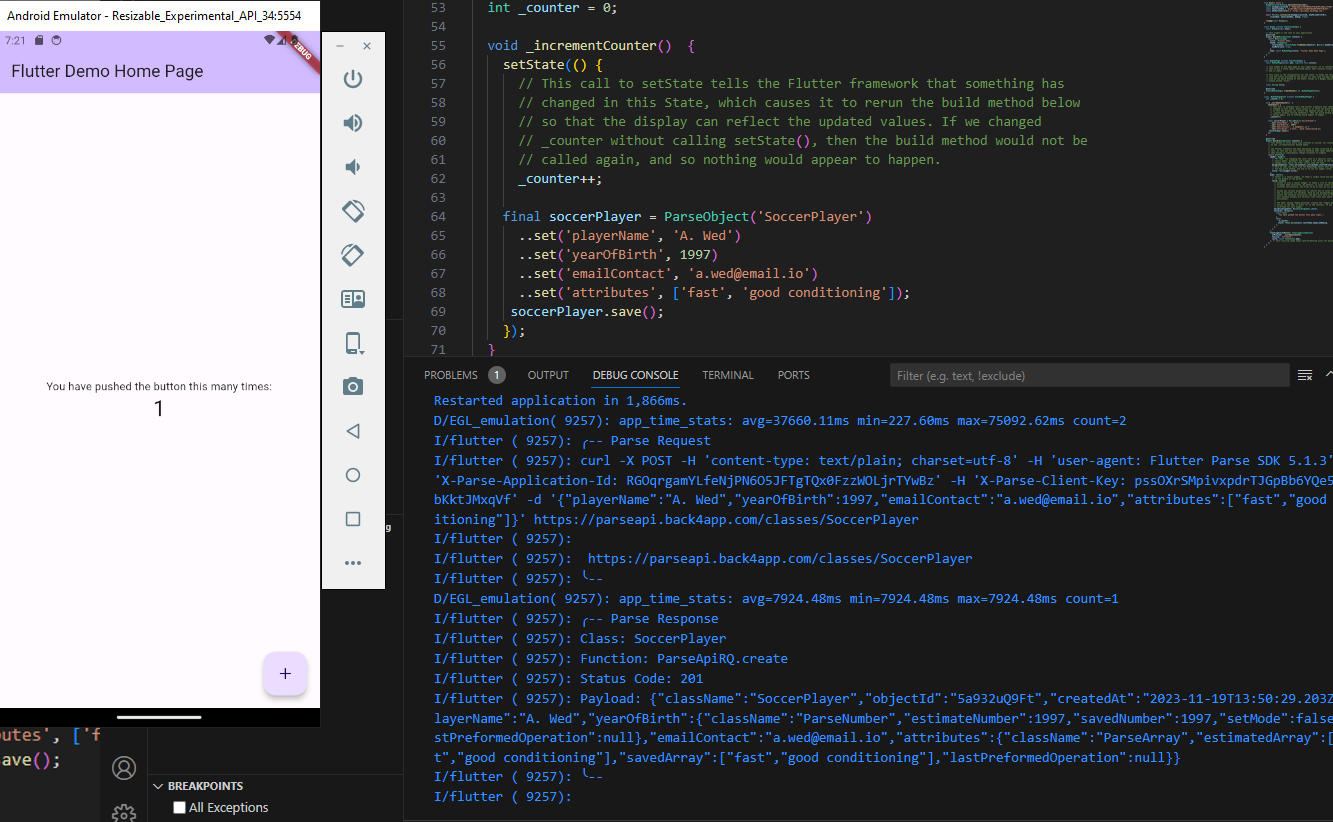 Android Emulator - Resizable_Experimental_API_34:5554
7:21
Flutter Demo Home Page
You have pushed the button this many times:
1
+
53 int _counter = 0;
54
55 void _incrementCounter() {
56 setState(() {
57 // This call to setState tells the Flutter framework that something has
58 // changed in this State, which causes it to rerun the build method below
59 // so that the display can reflect the updated values. If we changed
60 // _counter without calling setState(), then the build method would not be
61 // called again, and so nothing would appear to happen.
62 _counter++;
63
64 final soccerPlayer = ParseObject('SoccerPlayer')
65 ..set('playerName', 'A. Wed')
66 ..set('yearOfBirth', 1997)
67 ..set('emailContact', 'a.wed@email.io')
68 ..set('attributes', ['fast', 'good conditioning']);
69 soccerPlayer.save();
70 });
71 }
PROBLEMS 1 OUTPUT DEBUG CONSOLE TERMINAL PORTS Filter (e.g. text, !exclude)
Restarted application in 1,866ms.
D/EGL_emulation( 9257): app_time_stats: avg=37660.11ms min=227.60ms max=75092.62ms count=2
I/flutter ( 9257): ╭-- Parse Request
I/flutter ( 9257): curl -X POST -H 'content-type: text/plain; charset=utf-8' -H 'user-agent: Flutter Parse SDK 5.1.3'
'X-Parse-Application-Id: RGOqrgamYLfeNjPN6O5JFTgTQx0FzzWOLjrTYwBz' -H 'X-Parse-Client-Key: pssOXrSMpivxpdrTJGpBb6YQe5
bKktJMxqVf' -d '{"playerName":"A. Wed","yearOfBirth":1997,"emailContact":"a.wed@email.io","attributes":["fast","good
itioning"]}' https://parseapi.back4app.com/classes/SoccerPlayer
I/flutter ( 9257):
I/flutter ( 9257): https://parseapi.back4app.com/classes/SoccerPlayer
I/flutter ( 9257): ╰--
D/EGL_emulation( 9257): app_time_stats: avg=7924.48ms min=7924.48ms max=7924.48ms count=1
I/flutter ( 9257): ╭-- Parse Response
I/flutter ( 9257): Class: SoccerPlayer
I/flutter ( 9257): Function: ParseApiRQ.create
I/flutter ( 9257): Status Code: 201
I/flutter ( 9257): Payload: {"className":"SoccerPlayer","objectId":"5a932uQ9Ft","createdAt":"2023-11-19T13:50:29.203Z
layerName":"A. Wed","yearOfBirth":{"className":"ParseNumber","estimateNumber":1997,"savedNumber":1997,"setMode":false
stPreformedOperation":null},"emailContact":"a.wed@email.io","attributes":{"className":"ParseArray","estimatedArray":[
t","good conditioning"],"savedArray":["fast","good conditioning"],"lastPreformedOperation":null}}
I/flutter ( 9257): ╰--
I/flutter ( 9257):
g
utes', ['f
ave();
BREAKPOINTS
All Exceptions